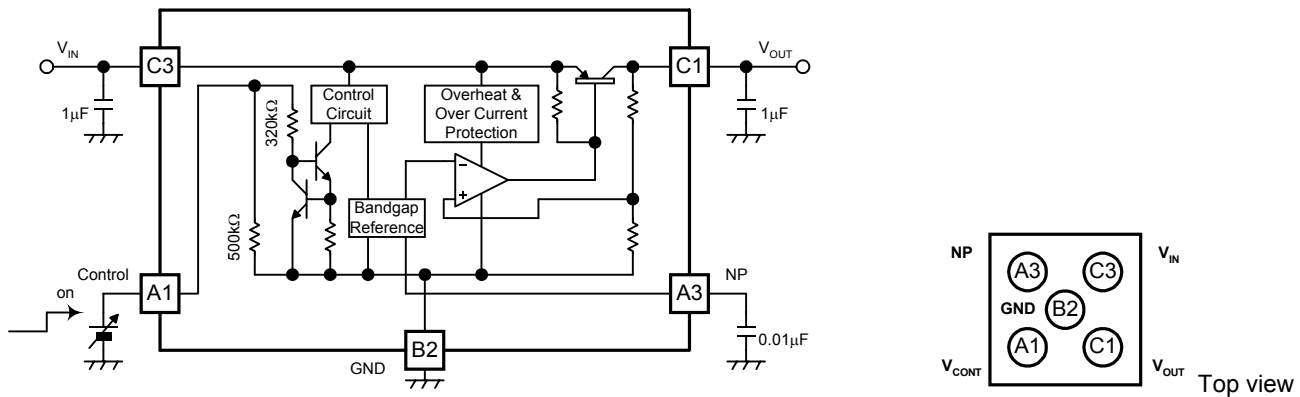 V_IN
C3
1μF
320kΩ
500kΩ
Control
Circuit
Overheat &
Over Current
Protection
−
+
Bandgap
Reference
C1
V_OUT
1μF
Control
on
A1
A3
NP
0.01μF
B2
GND
NP
V_IN
A3
C3
GND
B2
A1
C1
V_CONT
V_OUT
Top view